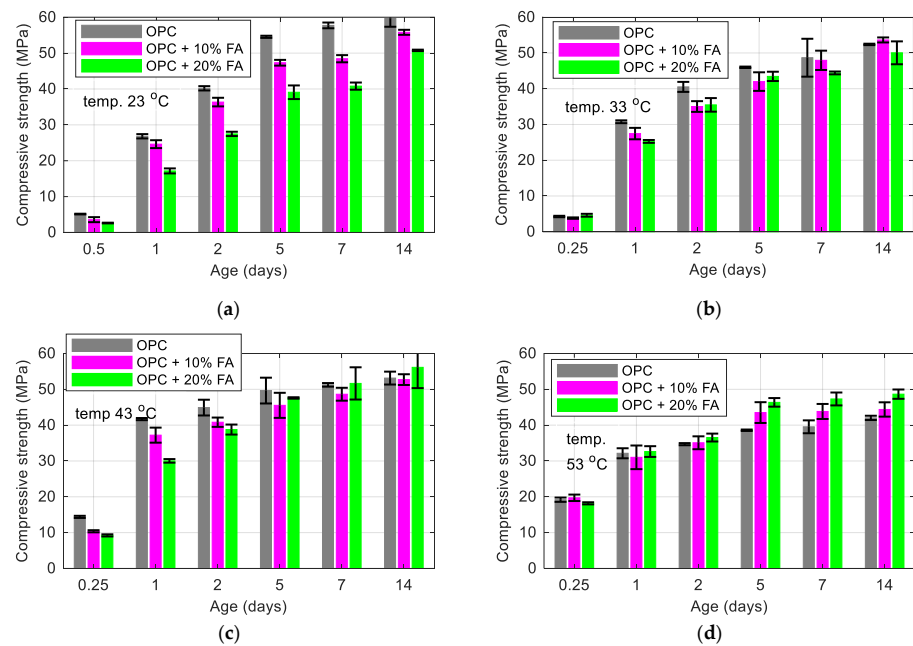 60
50
40
30
20
10
0
Compressive strength (MPa)
OPC
OPC + 10% FA
OPC + 20% FA
temp. 23 °C
0.5 1 2 5 7 14
Age (days)
(a)
60
50
40
30
20
10
0
Compressive strength (MPa)
OPC
OPC + 10% FA
OPC + 20% FA
temp. 33 °C
0.25 1 2 5 7 14
Age (days)
(b)
60
50
40
30
20
10
0
Compressive strength (MPa)
OPC
OPC + 10% FA
OPC + 20% FA
temp 43 °C
0.25 1 2 5 7 14
Age (days)
(c)
60
50
40
30
20
10
0
Compressive strength (MPa)
OPC
OPC + 10% FA
OPC + 20% FA
temp.
53 °C
0.25 1 2 5 7 14
Age (days)
(d)